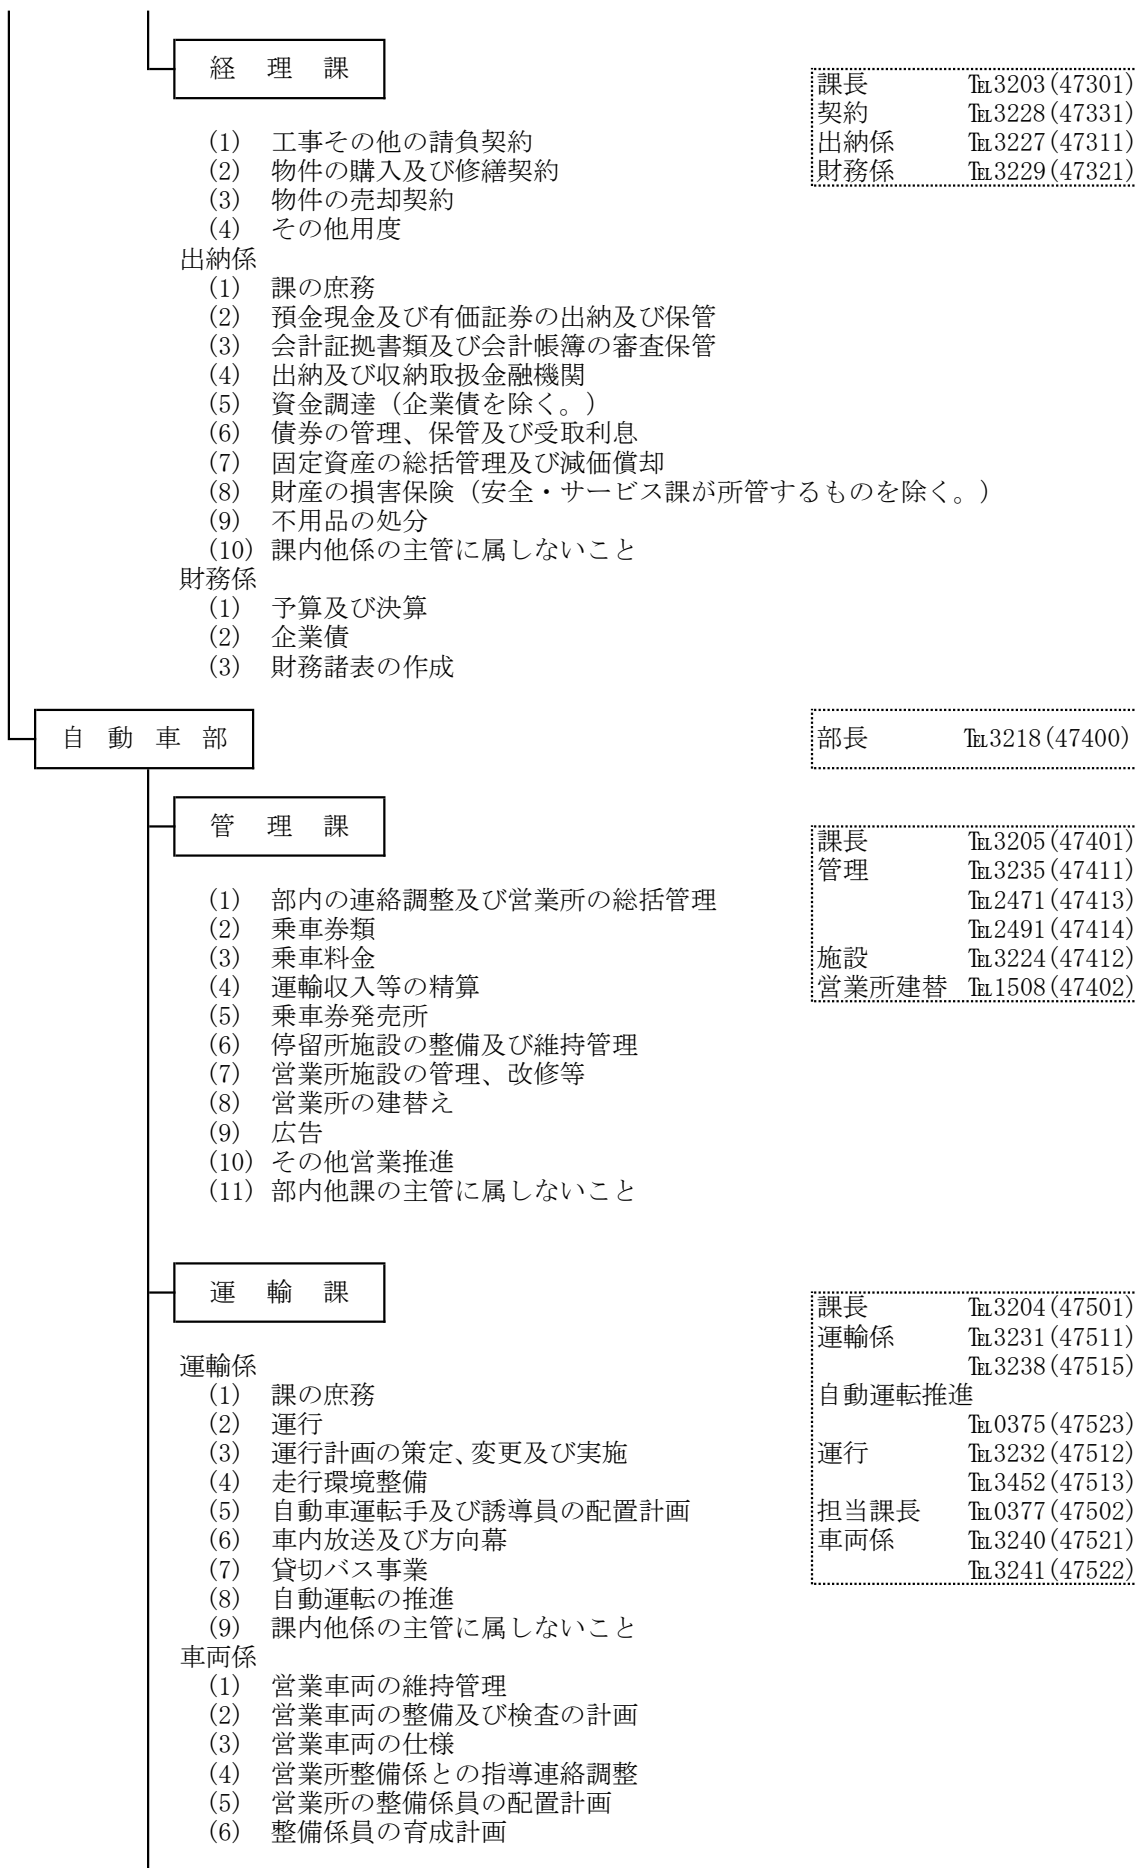 経 理 課
課長 ℡3203(47301)
契約 ℡3228(47331)
出納係 ℡3227(47311)
財務係 ℡3229(47321)
(1) 工事その他の請負契約
(2) 物件の購入及び修繕契約
(3) 物件の売却契約
(4) その他用度
出納係
(1) 課の庶務
(2) 預金現金及び有価証券の出納及び保管
(3) 会計証拠書類及び会計帳簿の審査保管
(4) 出納及び収納取扱金融機関
(5) 資金調達（企業債を除く。）
(6) 債券の管理、保管及び受取利息
(7) 固定資産の総括管理及び減価償却
(8) 財産の損害保険（安全・サービス課が所管するものを除く。）
(9) 不用品の処分
(10) 課内他係の主管に属しないこと
財務係
(1) 予算及び決算
(2) 企業債
(3) 財務諸表の作成
自 動 車 部
部長 ℡3218(47400)
管 理 課
課長 ℡3205(47401)
管理 ℡3235(47411)
℡2471(47413)
℡2491(47414)
施設 ℡3224(47412)
営業所建替 ℡1508(47402)
(1) 部内の連絡調整及び営業所の総括管理
(2) 乗車券類
(3) 乗車料金
(4) 運輸収入等の精算
(5) 乗車券発売所
(6) 停留所施設の整備及び維持管理
(7) 営業所施設の管理、改修等
(8) 営業所の建替え
(9) 広告
(10) その他営業推進
(11) 部内他課の主管に属しないこと
運 輸 課
課長 ℡3204(47501)
運輸係 ℡3231(47511)
℡3238(47515)
自動運転推進
℡0375(47523)
運行 ℡3232(47512)
℡3452(47513)
担当課長 ℡0377(47502)
車両係 ℡3240(47521)
℡3241(47522)
運輸係
(1) 課の庶務
(2) 運行
(3) 運行計画の策定、変更及び実施
(4) 走行環境整備
(5) 自動車運転手及び誘導員の配置計画
(6) 車内放送及び方向幕
(7) 貸切バス事業
(8) 自動運転の推進
(9) 課内他係の主管に属しないこと
車両係
(1) 営業車両の維持管理
(2) 営業車両の整備及び検査の計画
(3) 営業車両の仕様
(4) 営業所整備係との指導連絡調整
(5) 営業所の整備係員の配置計画
(6) 整備係員の育成計画